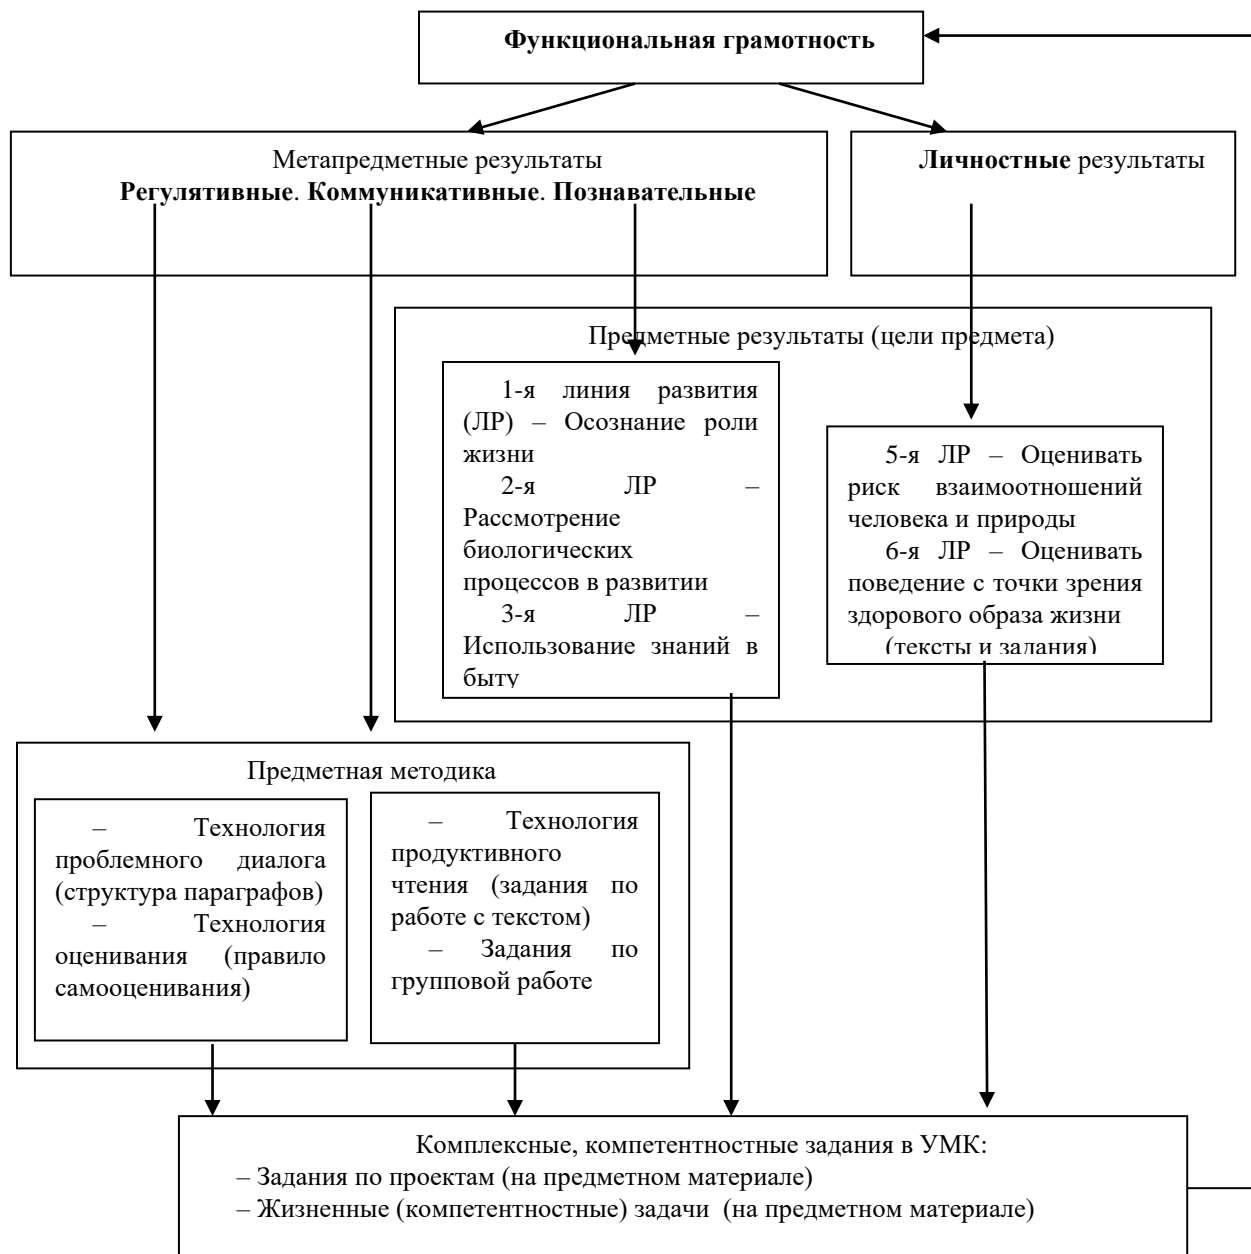 Функциональная грамотность
Метапредметные результаты
Регулятивные. Коммуникативные. Познавательные
Личностные результаты
Предметные результаты (цели предмета)
1-я линия развития
(ЛР) – Осознание роли
жизни
2-я ЛР –
Рассмотрение
биологических
процессов в развитии
3-я ЛР –
Использование знаний в
быту
5-я ЛР – Оценивать
риск взаимоотношений
человека и природы
6-я ЛР – Оценивать
поведение с точки зрения
здорового образа жизни
(тексты и задания)
Предметная методика
– Технология
проблемного диалога
(структура параграфов)
– Технология
оценивания (правило
самооценивания)
– Технология
продуктивного
чтения (задания по
работе с текстом)
– Задания по
групповой работе
Комплексные, компетентностные задания в УМК:
– Задания по проектам (на предметном материале)
– Жизненные (компетентностные) задачи (на предметном материале)